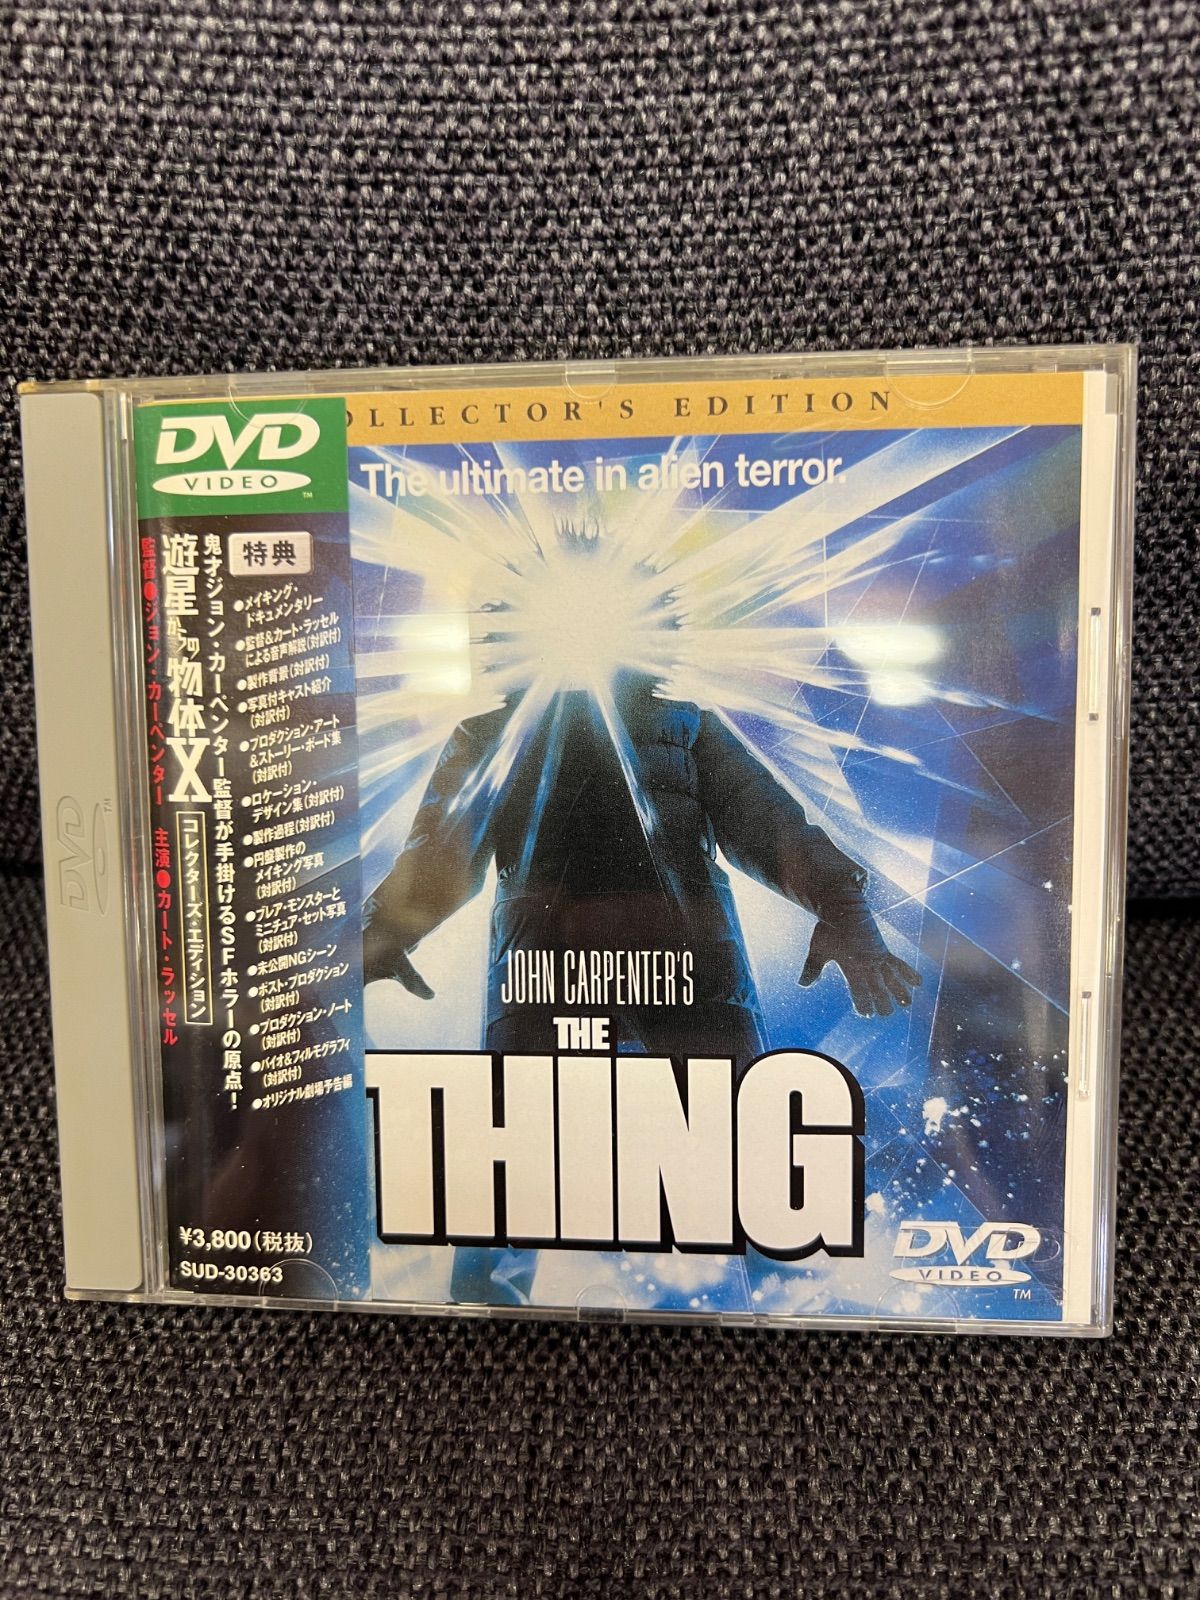 COLLECTOR'S EDITION
The ultimate in alien terror.
DVD
VIDEO
TM
特典
●メイキング・
ドキュメンタリー
●監督&カート・ラッセル
による音声解説(対訳付)
●製作背景(対訳付)
●写真付キャスト紹介
(対訳付)
●プロダクション・アート
&ストーリー・ボード集
(対訳付)
●ロケーション・
デザイン集(対訳付)
●製作過程(対訳付)
●円盤製作の
メイキング写真
(対訳付)
●ブレア・モンスターと
ミニチュア・セット写真
(対訳付)
●未公開NGシーン
●ポスト・プロダクション
(対訳付)
●プロダクション・ノート
(対訳付)
●バイオ&フィルモグラフィ
(対訳付)
●オリジナル劇場予告編
鬼才ジョン・カーペンター監督が手掛けるSFホラーの原点!
遊星からの物体X
コレクターズ・エディション
監督●ジョン・カーペンター 主演●カート・ラッセル
¥3,800(税抜)
SUD-30363
JOHN CARPENTER'S
THE
THING
DVD
VIDEO
TM
DVD
TM